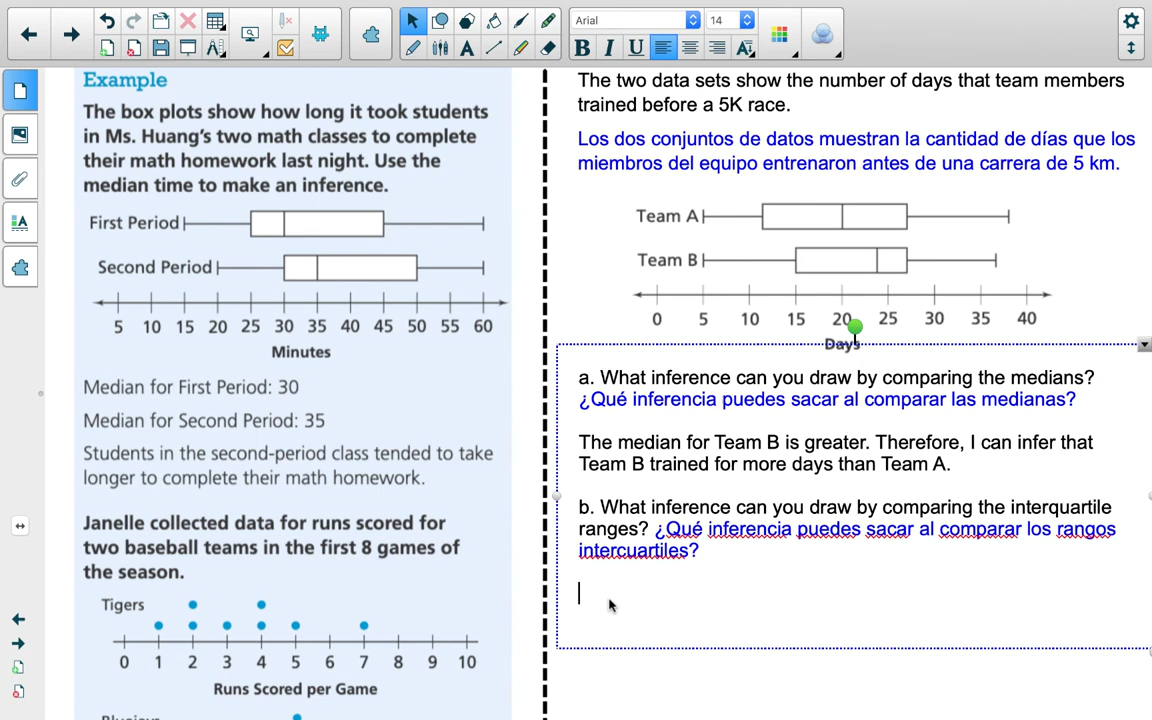 Arial
14
B I U
A
Example
The box plots show how long it took students
in Ms. Huang's two math classes to complete
their math homework last night. Use the
median time to make an inference.
First Period
Second Period
5 10 15 20 25 30 35 40 45 50 55 60
Minutes
Median for First Period: 30
Median for Second Period: 35
Students in the second-period class tended to take
longer to complete their math homework.
Janelle collected data for runs scored for
two baseball teams in the first 8 games of
the season.
Tigers
0 1 2 3 4 5 6 7 8 9 10
Runs Scored per Game
The two data sets show the number of days that team members
trained before a 5K race.
Los dos conjuntos de datos muestran la cantidad de días que los
miembros del equipo entrenaron antes de una carrera de 5 km.
Team A
Team B
0 5 10 15 20 25 30 35 40
Days
a. What inference can you draw by comparing the medians?
¿Qué inferencia puedes sacar al comparar las medianas?
The median for Team B is greater. Therefore, I can infer that
Team B trained for more days than Team A.
b. What inference can you draw by comparing the interquartile
ranges? ¿Qué inferencia puedes sacar al comparar los rangos
intercuartiles?